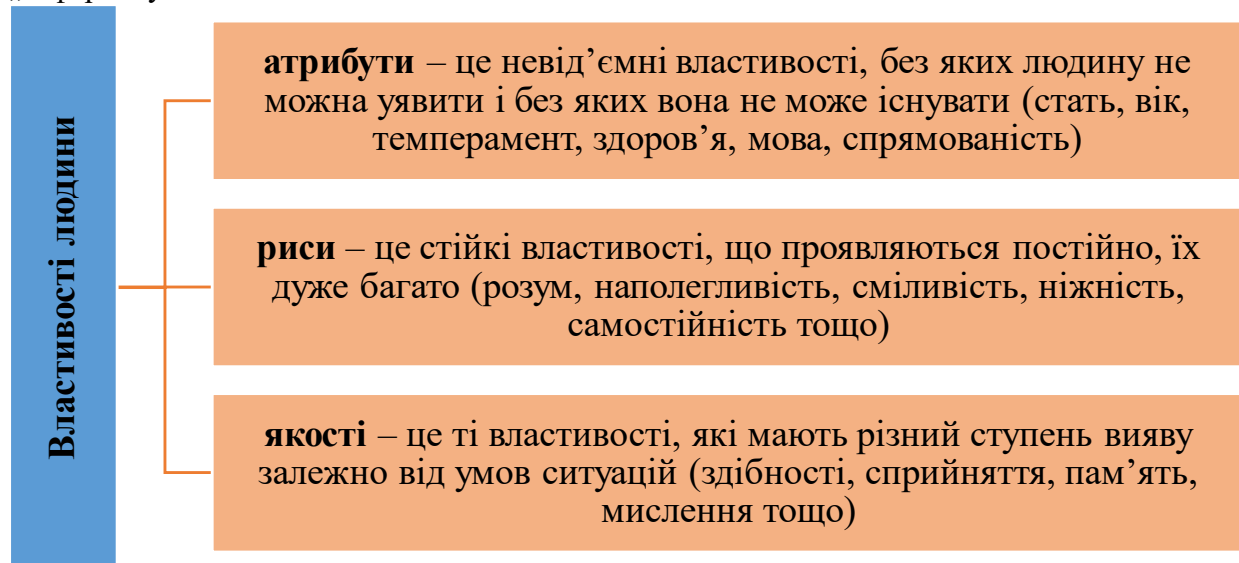 Властивості людини
атрибути – це невід’ємні властивості, без яких людину не
можна уявити і без яких вона не може існувати (стать, вік,
темперамент, здоров’я, мова, спрямованість)
риси – це стійкі властивості, що проявляються постійно, їх
дуже багато (розум, наполегливість, сміливість, ніжність,
самостійність тощо)
якості – це ті властивості, які мають різний ступень вияву
залежно від умов ситуацій (здібності, сприйняття, пам’ять,
мислення тощо)